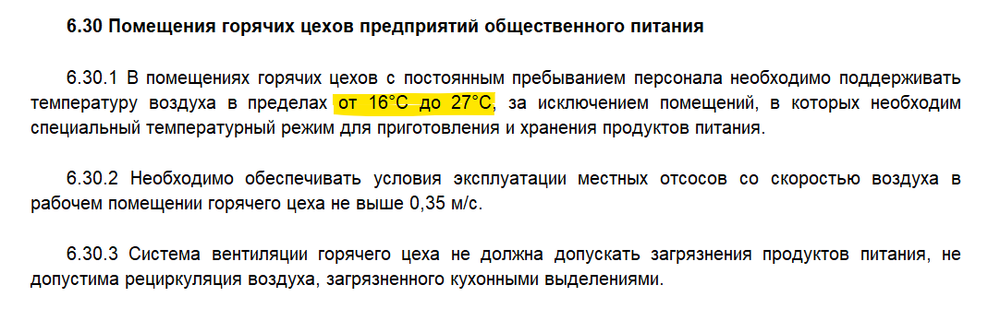 6.30 Помещения горячих цехов предприятий общественного питания
6.30.1 В помещениях горячих цехов с постоянным пребыванием персонала необходимо поддерживать
температуру воздуха в пределах от 16°С до 27°С, за исключением помещений, в которых необходим
специальный температурный режим для приготовления и хранения продуктов питания.
6.30.2 Необходимо обеспечивать условия эксплуатации местных отсосов со скоростью воздуха в
рабочем помещении горячего цеха не выше 0,35 м/с.
6.30.3 Система вентиляции горячего цеха не должна допускать загрязнения продуктов питания, не
допустима рециркуляция воздуха, загрязненного кухонными выделениями.